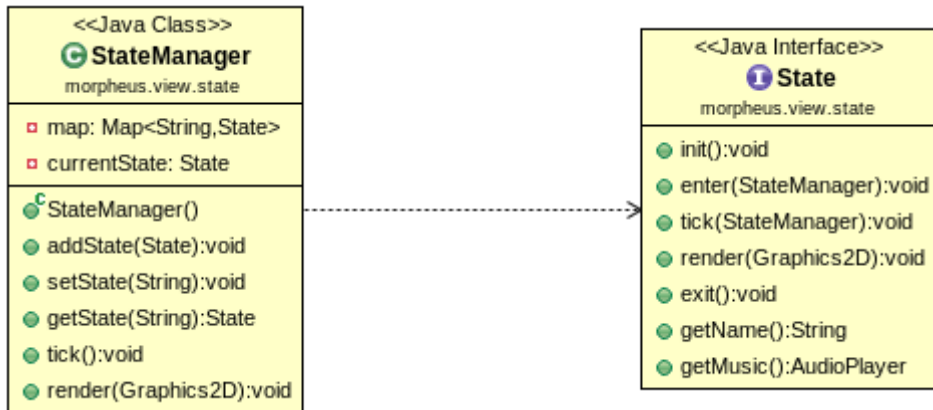 <<Java Class>>
C StateManager
morpheus.view.state
map: Map<String,State>
currentState: State
C StateManager()
addState(State):void
setState(String):void
getState(String):State
tick():void
render(Graphics2D):void
<<Java Interface>>
I State
morpheus.view.state
init():void
enter(StateManager):void
tick(StateManager):void
render(Graphics2D):void
exit():void
getName():String
getMusic():AudioPlayer